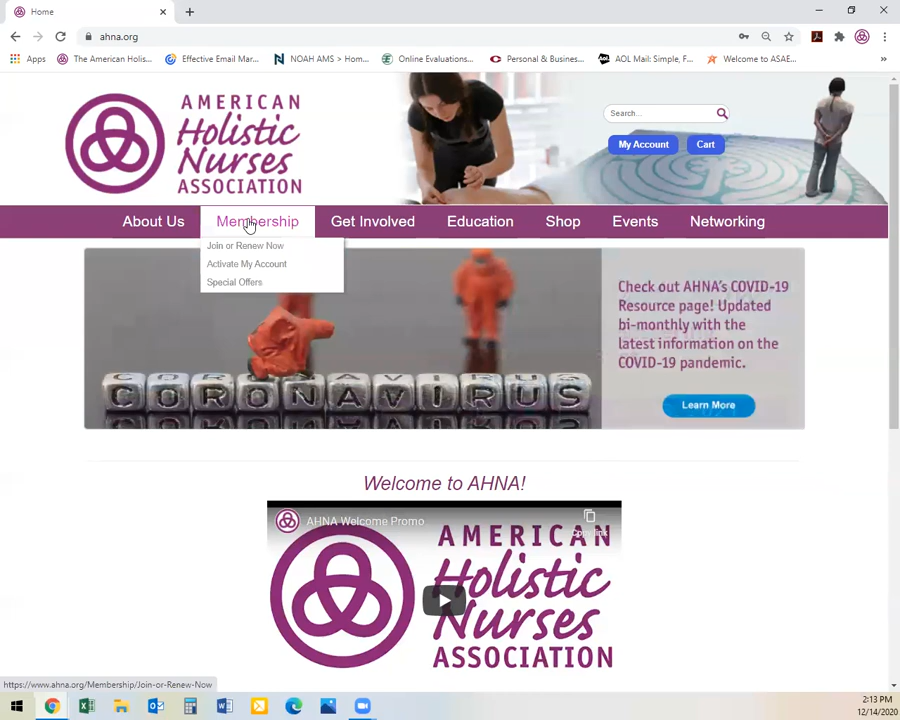 Home
ahna.org
Apps
The American Holis...
Effective Email Mar...
NOAH AMS > Hom...
Online Evaluations...
Personal & Business...
AOL Mail: Simple, F...
Welcome to ASAE...
»
AMERICAN
Holistic
Nurses
ASSOCIATION
Search...
My Account
Cart
About Us
Membership
Get Involved
Education
Shop
Events
Networking
Join or Renew Now
Activate My Account
Special Offers
CORONAVIRUS
Check out AHNA's COVID-19
Resource page! Updated
bi-monthly with the
latest information on the
COVID-19 pandemic.
Learn More
Welcome to AHNA!
AHNA Welcome Promo
Copy link
AMERICAN
Holistic
Nurses
ASSOCIATION
https://www.ahna.org/Membership/Join-or-Renew-Now
2:13 PM
12/14/2020